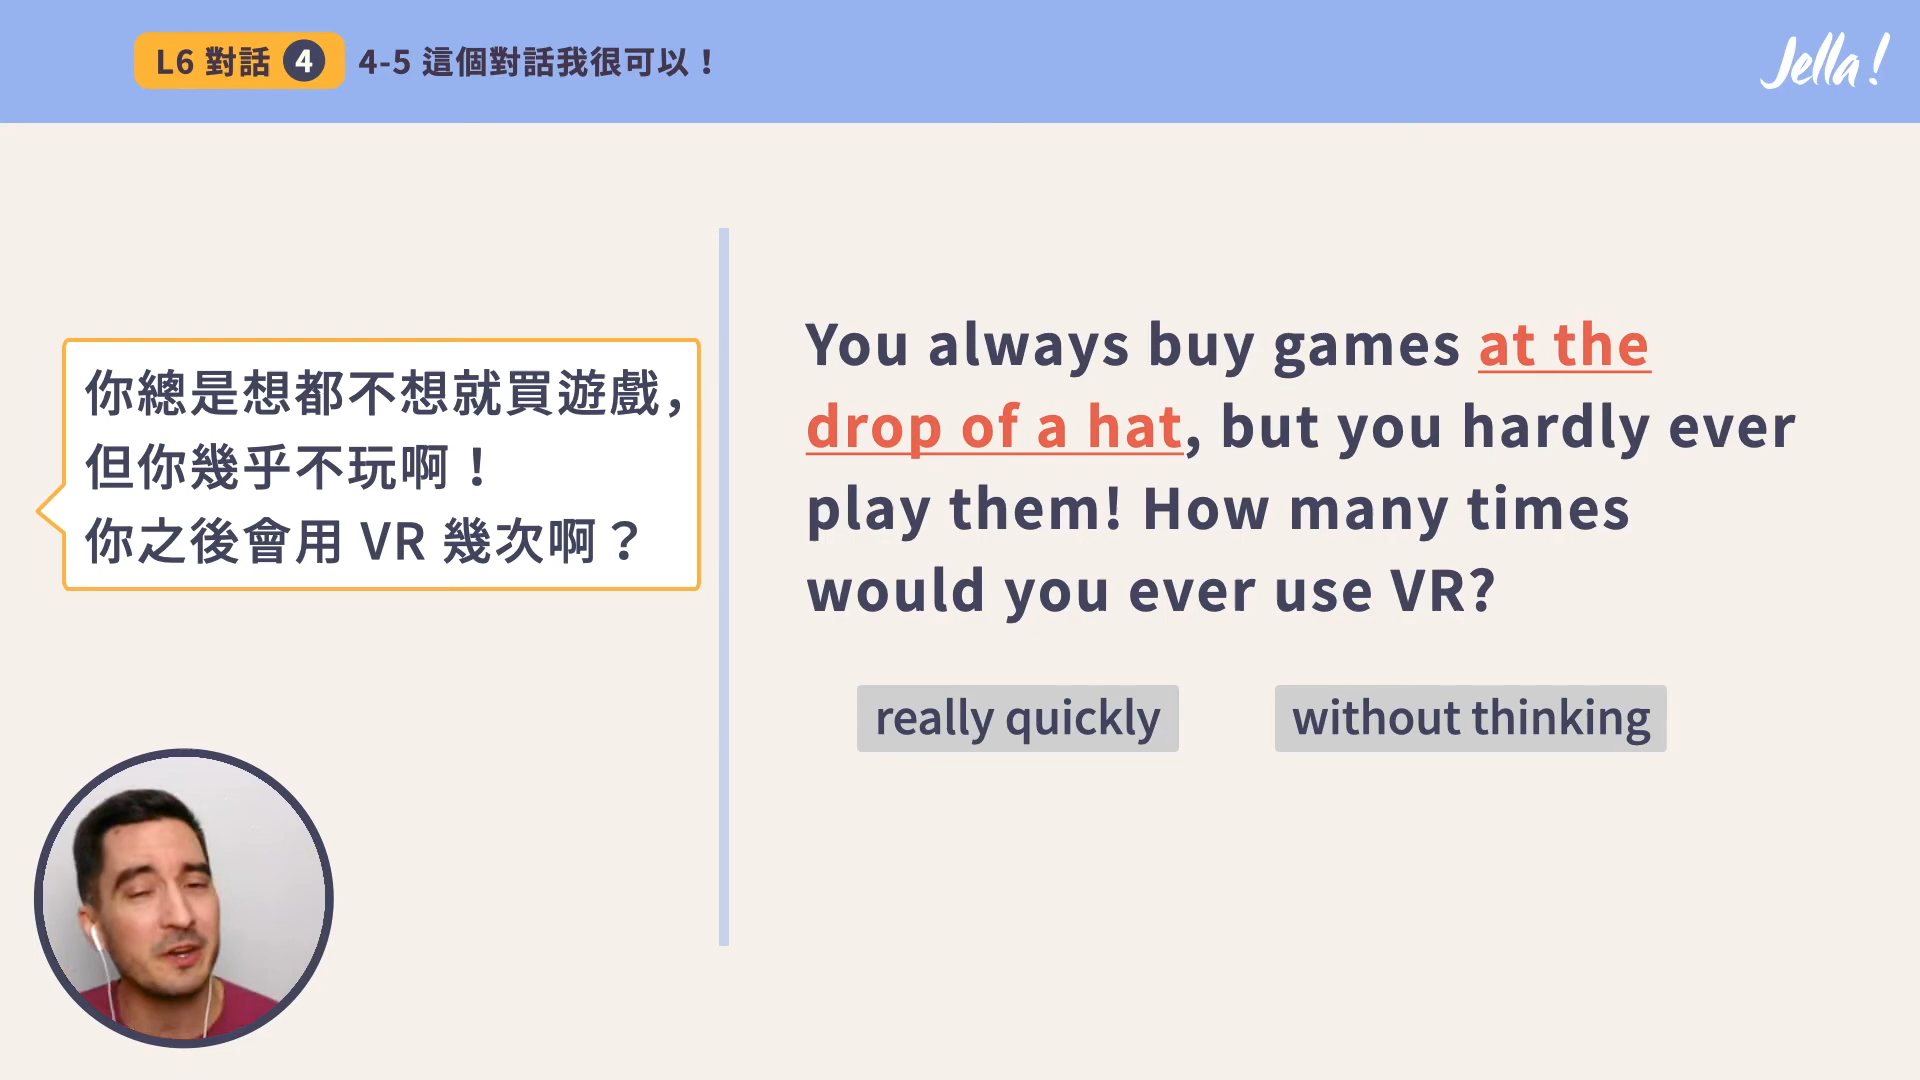 L6 對話 4 4-5 這個對話我很可以！
Jella!
你總是想都不想就買遊戲，
但你幾乎不玩啊！
你之後會用 VR 幾次啊？
You always buy games at the
drop of a hat, but you hardly ever
play them! How many times
would you ever use VR?
really quickly
without thinking